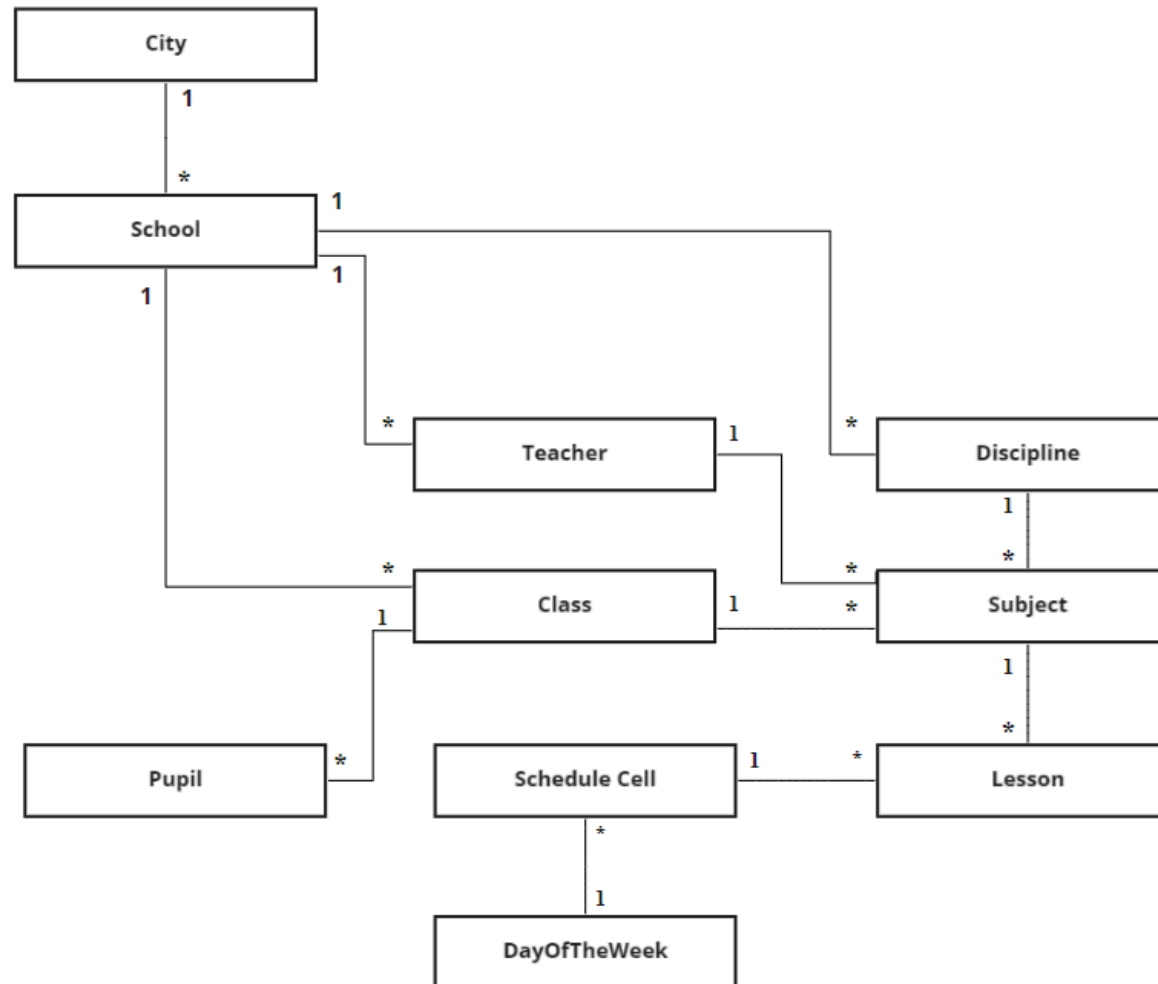 City
1
*
School
1
1
1
*
Teacher
1
*
Discipline
1
*
*
Class
1
*
*
Subject
1
1
*
Pupil
*
Schedule Cell
1
*
Lesson
*
1
DayOfTheWeek